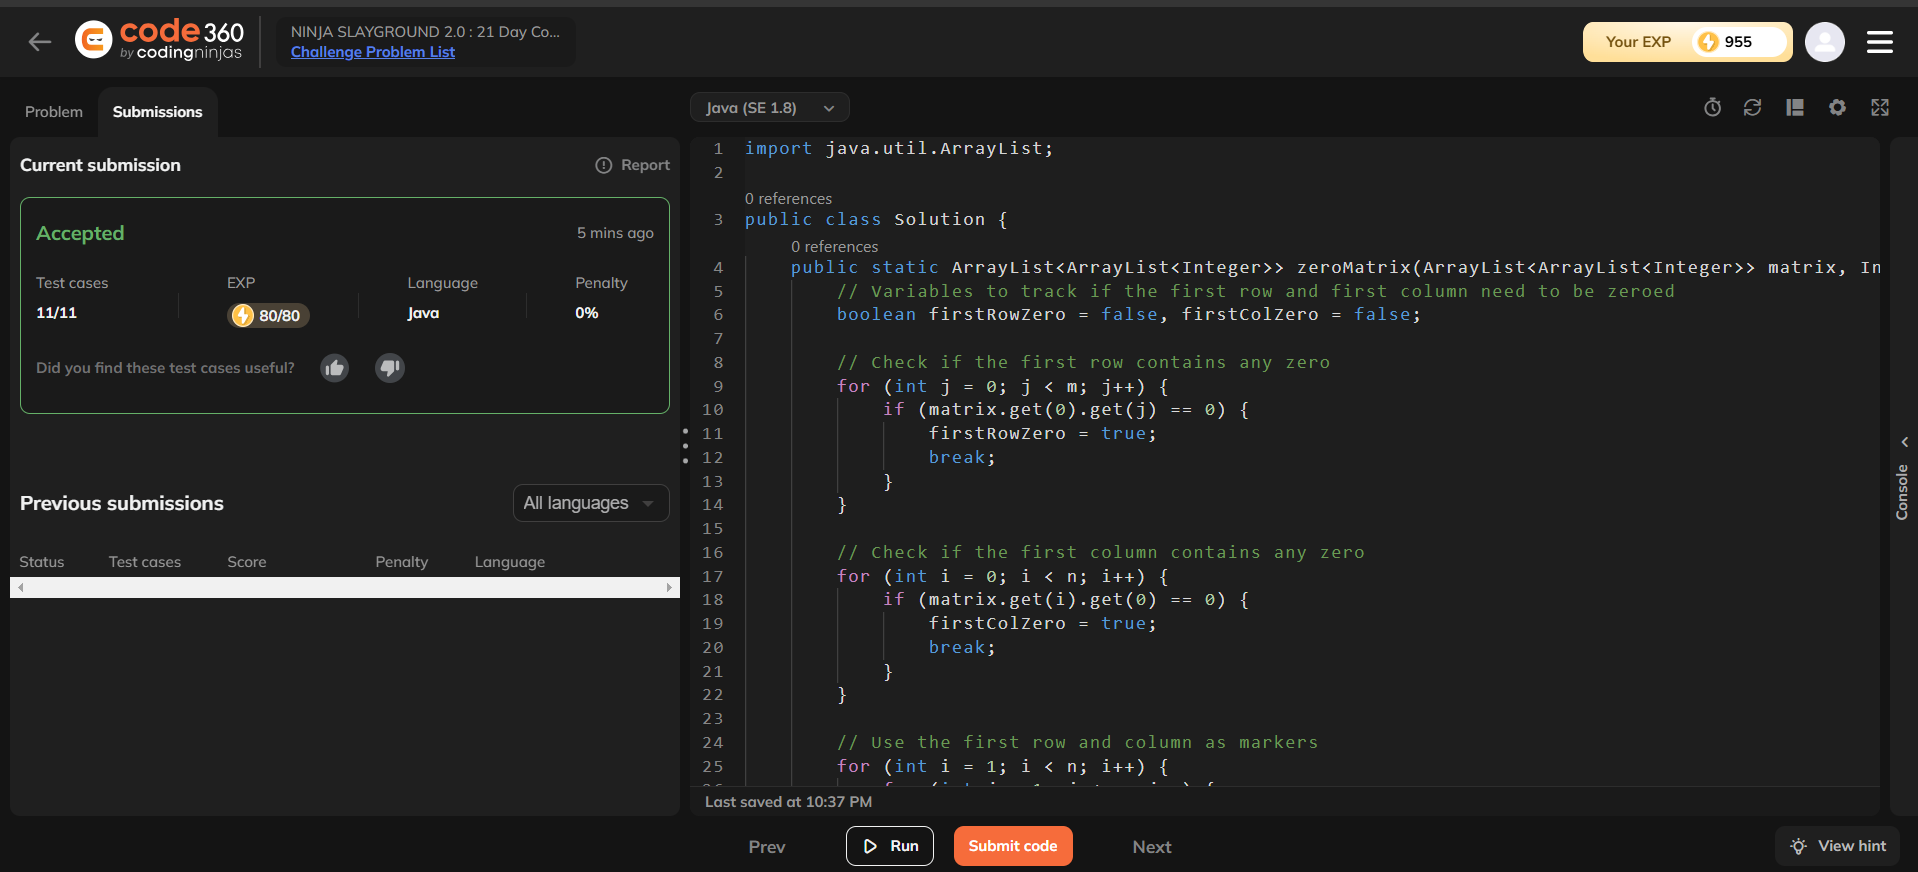 code360
by codingninjas
NINJA SLAYGROUND 2.0 : 21 Day Co...
Challenge Problem List
Your EXP 955
Problem Submissions
Current submission
Report
Accepted
5 mins ago
Test cases EXP Language Penalty
11/11 80/80 Java 0%
Did you find these test cases useful?
Previous submissions
All languages
Status Test cases Score Penalty Language
Java (SE 1.8)
1 import java.util.ArrayList;
2
0 references
3 public class Solution {
0 references
4 public static ArrayList<ArrayList<Integer>> zeroMatrix(ArrayList<ArrayList<Integer>> matrix, In
5 // Variables to track if the first row and first column need to be zeroed
6 boolean firstRowZero = false, firstColZero = false;
7
8 // Check if the first row contains any zero
9 for (int j = 0; j < m; j++) {
10 if (matrix.get(0).get(j) == 0) {
11 firstRowZero = true;
12 break;
13 }
14 }
15
16 // Check if the first column contains any zero
17 for (int i = 0; i < n; i++) {
18 if (matrix.get(i).get(0) == 0) {
19 firstColZero = true;
20 break;
21 }
22 }
23
24 // Use the first row and column as markers
25 for (int i = 1; i < n; i++) {
Last saved at 10:37 PM
Console
Prev
Run
Submit code
Next
View hint